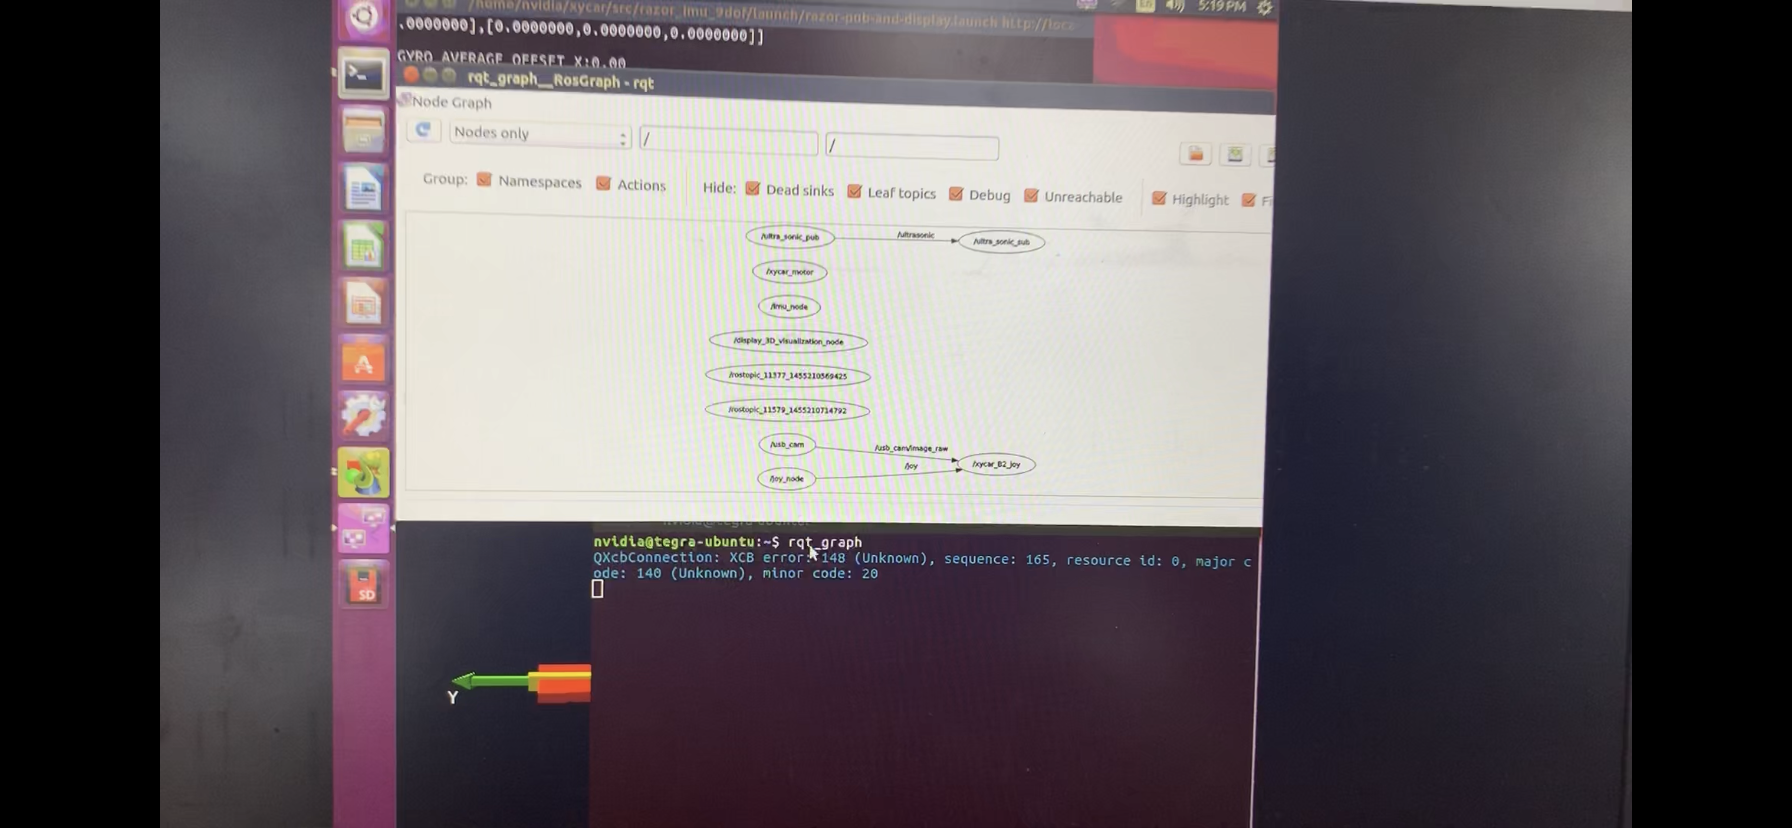 /home/nvidia/xycar/src/razor_imu_9dof/launch/razor-pub-and-display.launch http://loca
5:19 PM
.0000000],[0.0000000,0.0000000,0.0000000]]
GYRO AVERAGE OFFSET X:0.00
rqt_graph__RosGraph - rqt
Node Graph
Nodes only
/
/
Group: Namespaces Actions Hide: Dead sinks Leaf topics Debug Unreachable Highlight Fi
/ultra_sonic_pub /ultrasonic /ultra_sonic_sub
/xycar_motor
/imu_node
/display_3D_visualization_node
/rostopic_11377_1455210569425
/rostopic_11579_1455210714792
/usb_cam /usb_cam/image_raw
/joy /xycar_B2_joy
/joy_node
nvidia@tegra-ubuntu:~$ rqt_graph
QXcbConnection: XCB error: 148 (Unknown), sequence: 165, resource id: 0, major c
ode: 140 (Unknown), minor code: 20
SD
Y